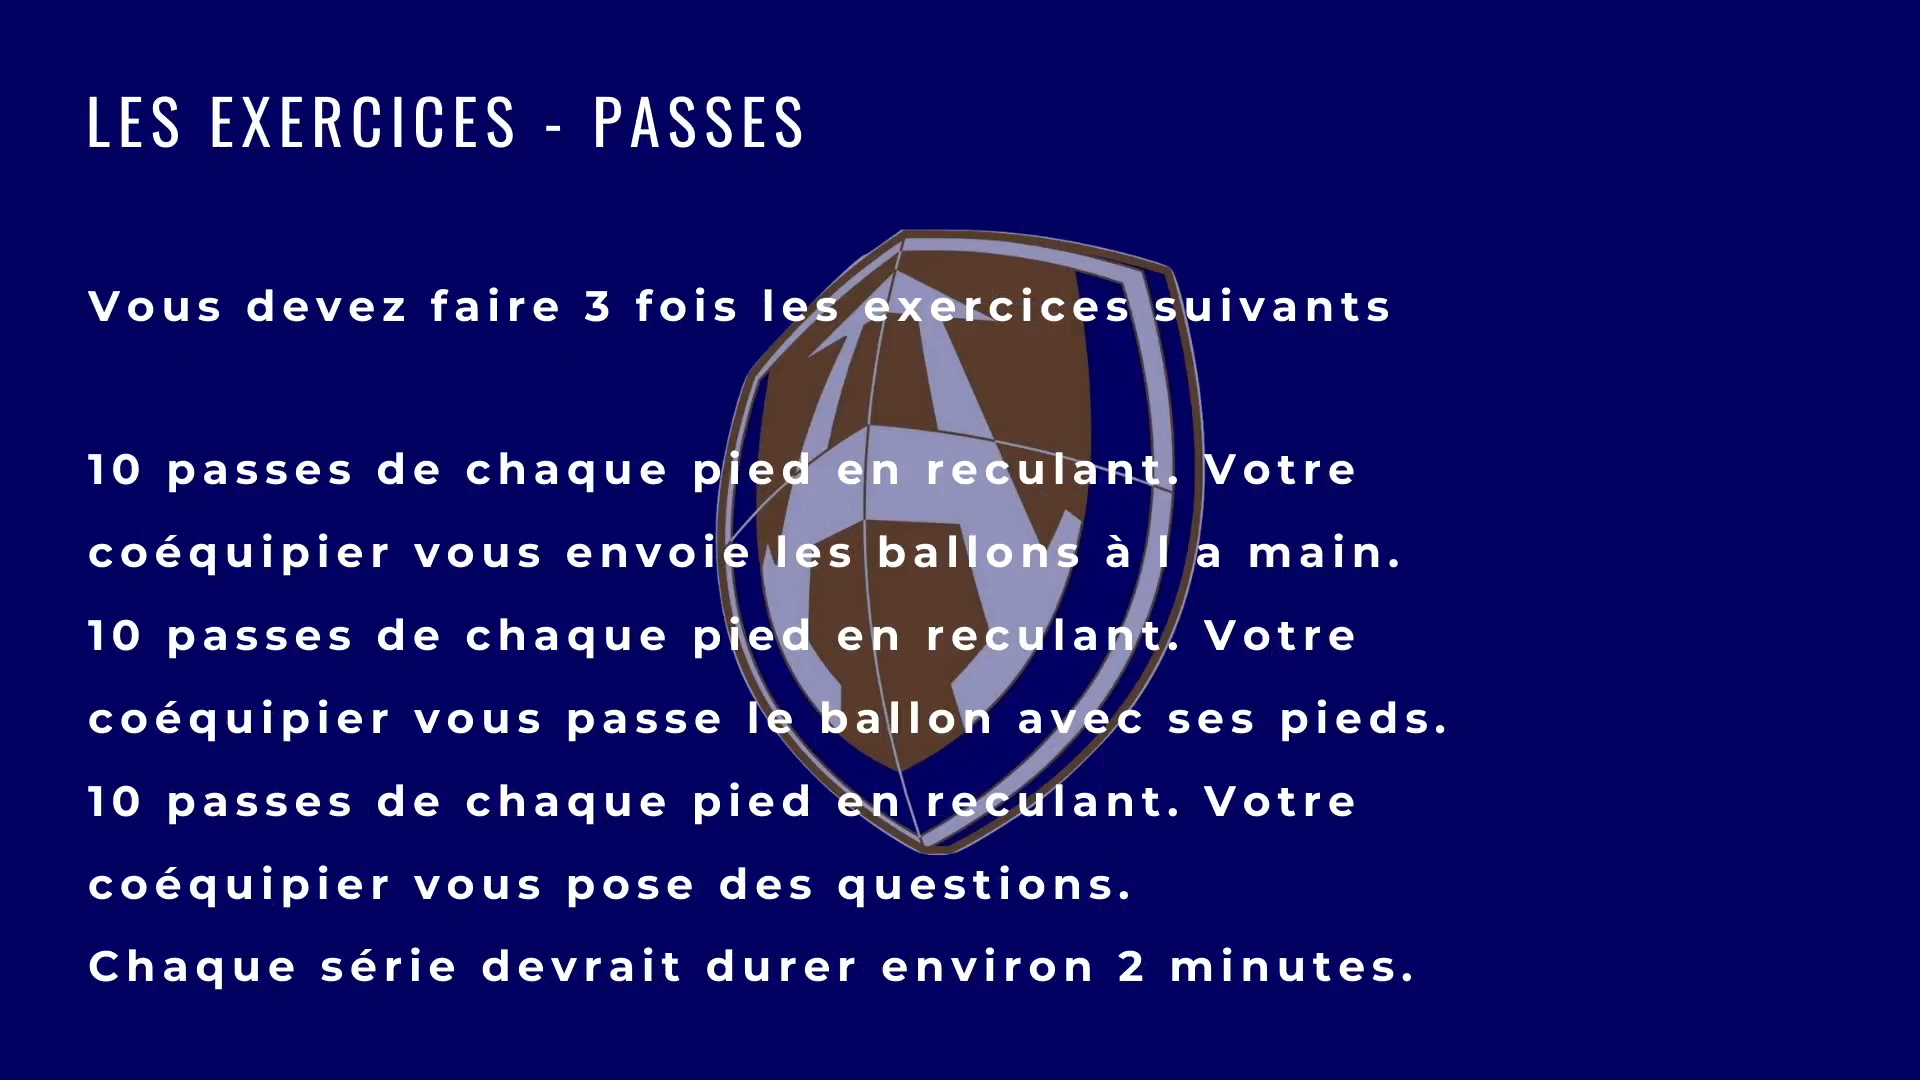 LES EXERCICES - PASSES
Vous devez faire 3 fois les exercices suivants
10 passes de chaque pied en reculant. Votre
coéquipier vous envoie les ballons à l a main.
10 passes de chaque pied en reculant. Votre
coéquipier vous passe le ballon avec ses pieds.
10 passes de chaque pied en reculant. Votre
coéquipier vous pose des questions.
Chaque série devrait durer environ 2 minutes.